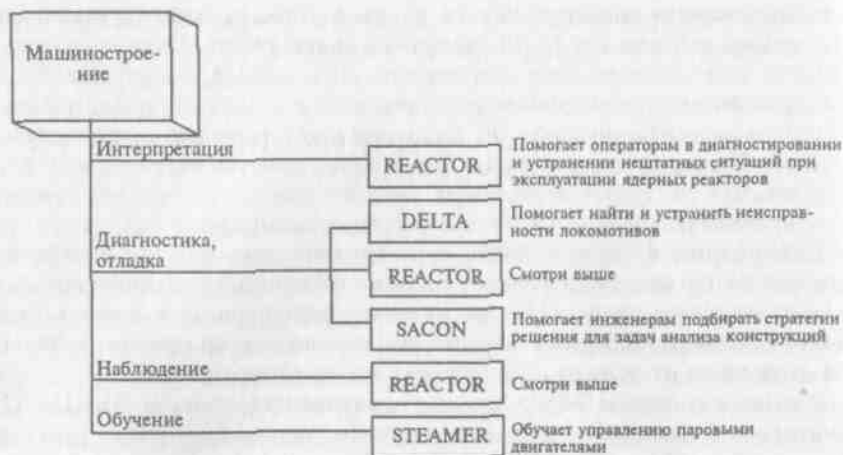 Машинострое-
ние
Интерпретация
REACTOR
Помогает операторам в диагностировании
и устранении нештатных ситуаций при
эксплуатации ядерных реакторов
Диагностика,
отладка
DELTA
Помогает найти и устранить неисправ-
ности локомотивов
REACTOR
Смотри выше
SACON
Помогает инженерам подбирать стратегии
решения для задач анализа конструкций
Наблюдение
REACTOR
Смотри выше
Обучение
STEAMER
Обучает управлению паровыми
двигателями